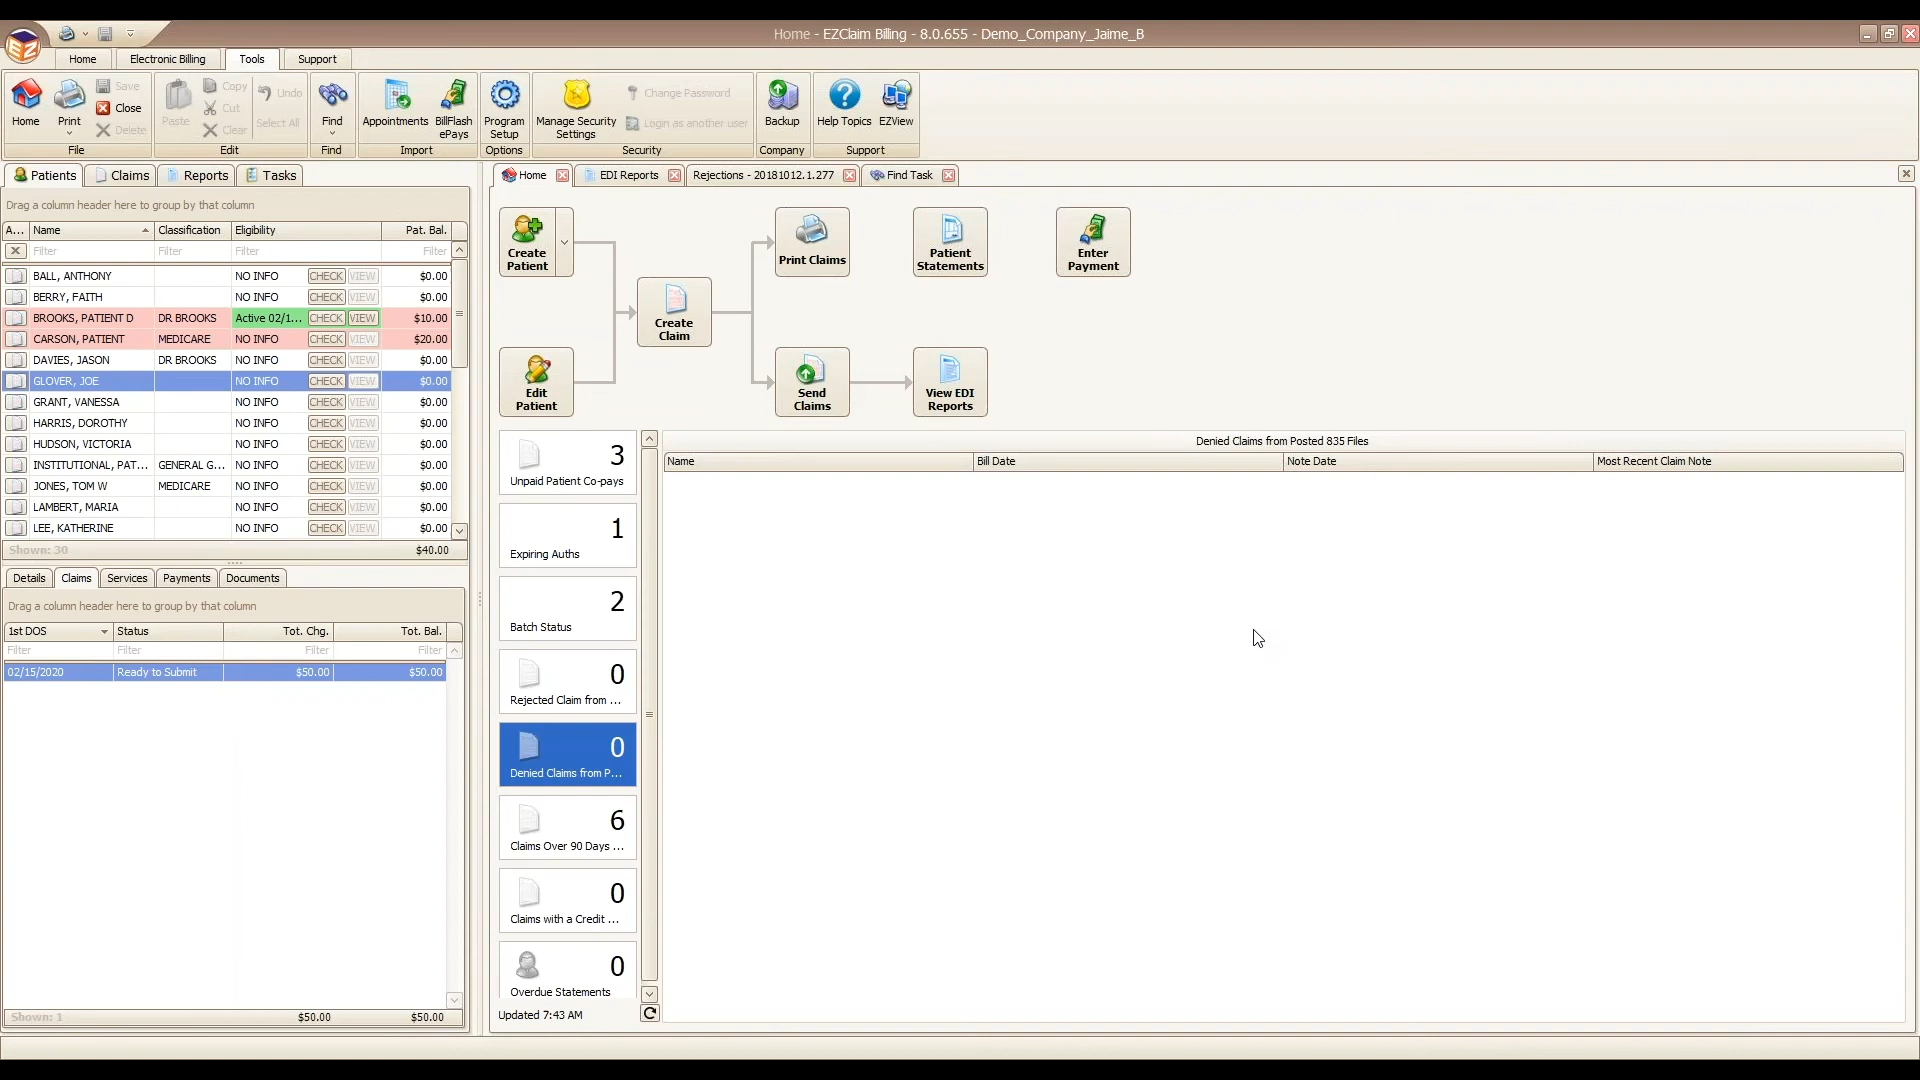 Home - EZClaim Billing - 8.0.655 - Demo_Company_Jaime_B
EZ
Home Electronic Billing Tools Support
Home Print Save Close Delete Paste Copy Cut Clear Undo Select All Find Appointments BillFlash ePays Program Setup Manage Security Settings Change Password Login as another user Backup Help Topics EZView
File Edit Find Import Options Security Company Support
Patients Claims Reports Tasks
Drag a column header here to group by that column
A... Name Classification Eligibility Pat. Bal.
Filter Filter Filter Filter
BALL, ANTHONY NO INFO CHECK VIEW $0.00
BERRY, FAITH NO INFO CHECK VIEW $0.00
BROOKS, PATIENT D DR BROOKS Active 02/1... CHECK VIEW $10.00
CARSON, PATIENT MEDICARE NO INFO CHECK VIEW $20.00
DAVIES, JASON DR BROOKS NO INFO CHECK VIEW $0.00
GLOVER, JOE NO INFO CHECK VIEW $0.00
GRANT, VANESSA NO INFO CHECK VIEW $0.00
HARRIS, DOROTHY NO INFO CHECK VIEW $0.00
HUDSON, VICTORIA NO INFO CHECK VIEW $0.00
INSTITUTIONAL, PAT... GENERAL G... NO INFO CHECK VIEW $0.00
JONES, TOM W MEDICARE NO INFO CHECK VIEW $0.00
LAMBERT, MARIA NO INFO CHECK VIEW $0.00
LEE, KATHERINE NO INFO CHECK VIEW $0.00
Shown: 30 $40.00
Details Claims Services Payments Documents
Drag a column header here to group by that column
1st DOS Status Tot. Chg. Tot. Bal.
Filter Filter Filter Filter
02/15/2020 Ready to Submit $50.00 $50.00
Shown: 1 $50.00 $50.00
Home EDI Reports Rejections - 20181012.1.277 Find Task
Create Patient
Print Claims
Patient Statements
Enter Payment
Create Claim
Edit Patient
Send Claims
View EDI Reports
3
Unpaid Patient Co-pays
1
Expiring Auths
2
Batch Status
0
Rejected Claim from ...
0
Denied Claims from P...
6
Claims Over 90 Days ...
0
Claims with a Credit ...
0
Overdue Statements
Updated 7:43 AM
Denied Claims from Posted 835 Files
Name Bill Date Note Date Most Recent Claim Note